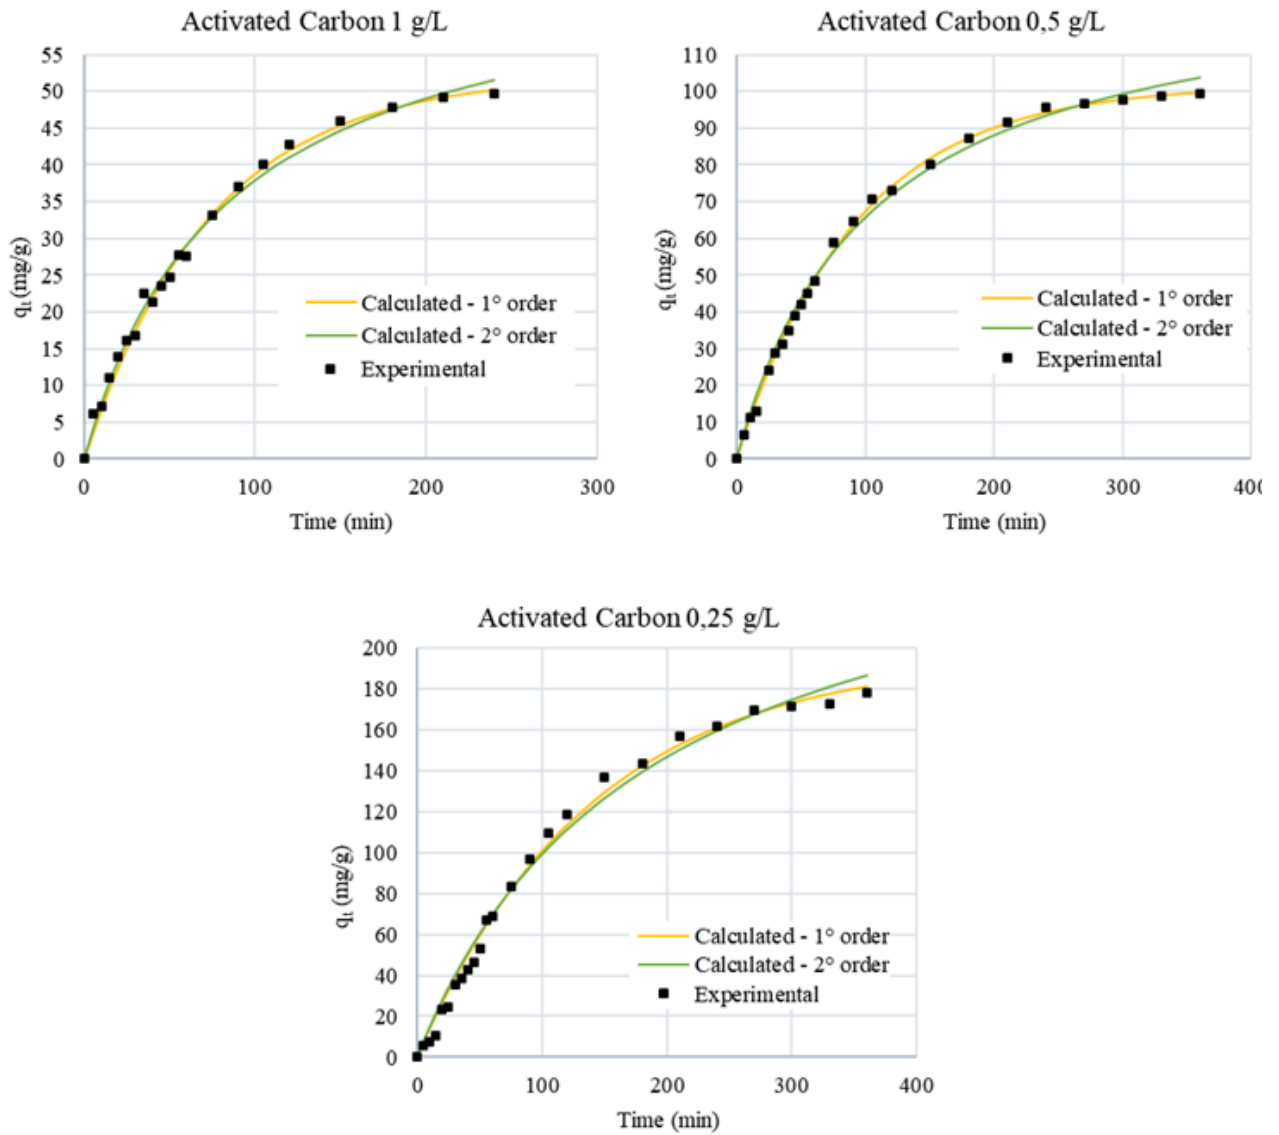 Activated Carbon 1 g/L
55
50
45
40
35
30
25
20
15
10
5
0
qt (mg/g)
Calculated - 1° order
Calculated - 2° order
Experimental
0 100 200 300
Time (min)
Activated Carbon 0,5 g/L
110
100
90
80
70
60
50
40
30
20
10
0
qt (mg/g)
Calculated - 1° order
Calculated - 2° order
Experimental
0 100 200 300 400
Time (min)
Activated Carbon 0,25 g/L
200
180
160
140
120
100
80
60
40
20
0
qt (mg/g)
Calculated - 1° order
Calculated - 2° order
Experimental
0 100 200 300 400
Time (min)